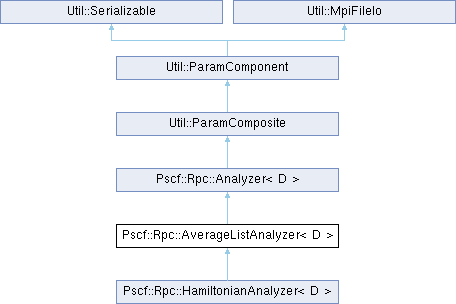 Util::Serializable
Util::MpiFileIo
Util::ParamComponent
Util::ParamComposite
Pscf::Rpc::Analyzer< D >
Pscf::Rpc::AverageListAnalyzer< D >
Pscf::Rpc::HamiltonianAnalyzer< D >